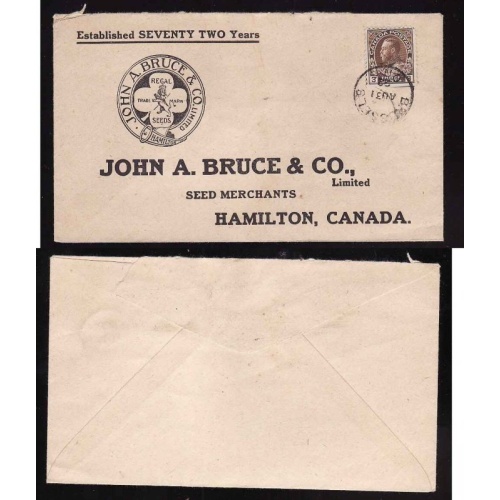 Established SEVENTY TWO Years
JOHN A. BRUCE & CO. LIMITED
REGAL
TRADE MARK
SEEDS
CANADA POSTAGE
JOHN A. BRUCE & CO.,
Limited
SEED MERCHANTS
HAMILTON, CANADA.